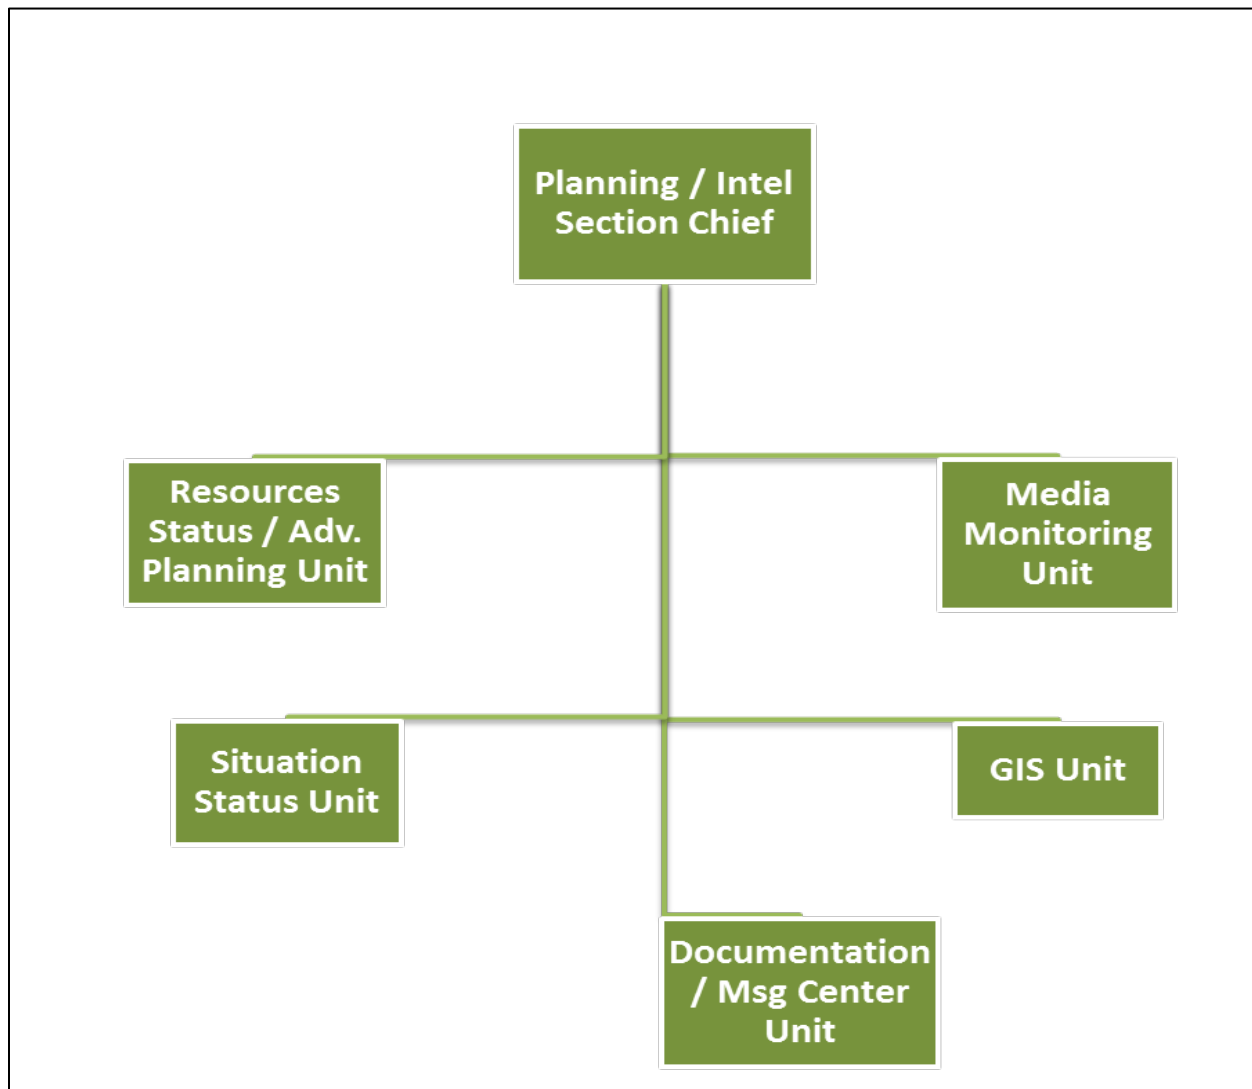 Planning / Intel
Section Chief
Resources
Status / Adv.
Planning Unit
Media
Monitoring
Unit
Situation
Status Unit
GIS Unit
Documentation
/ Msg Center
Unit